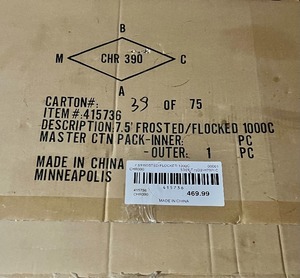 B
M CHR 390 C
A
CARTON#: 39 OF 75
ITEM #: 415736
DESCRIPTION: 7.5' FROSTED/FLOCKED 1000C
MASTER CTN PACK-INNER: PC
-OUTER: 1 PC
MADE IN CHINA
MINNEAPOLIS
415736
415736
469.99
MADE IN CHINA